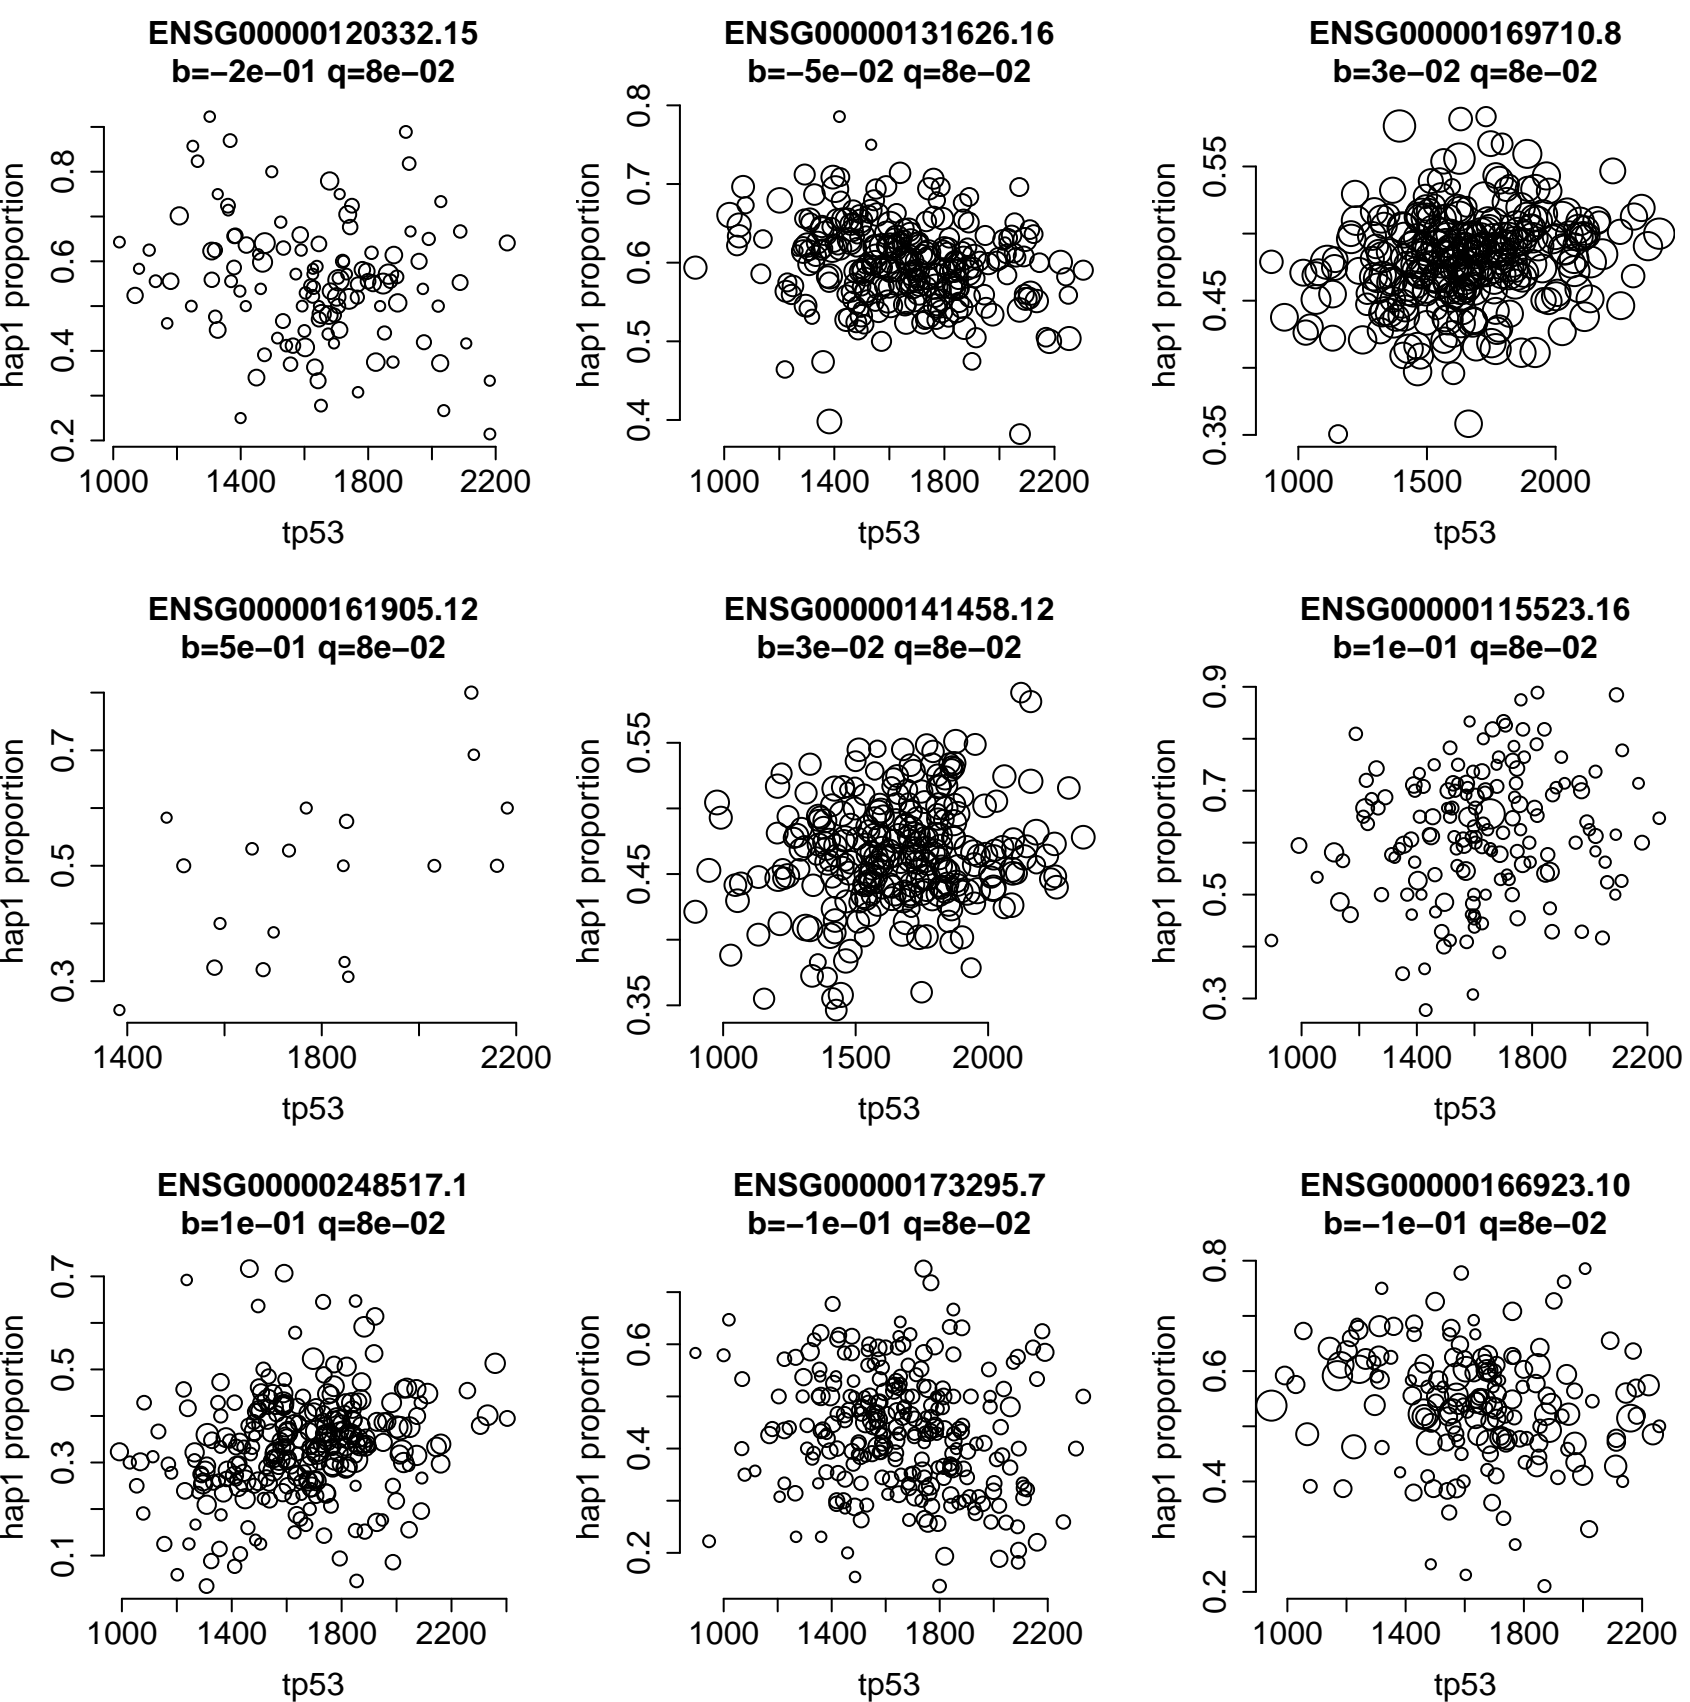 ENSG00000120332.15
b=−2e−01 q=8e−02
hap1 proportion
0.2 0.4 0.6 0.8
1000 1400 1800 2200
tp53
ENSG00000131626.16
b=−5e−02 q=8e−02
hap1 proportion
0.4 0.5 0.6 0.7 0.8
1000 1400 1800 2200
tp53
ENSG00000169710.8
b=3e−02 q=8e−02
hap1 proportion
0.35 0.45 0.55
1000 1500 2000
tp53
ENSG00000161905.12
b=5e−01 q=8e−02
hap1 proportion
0.3 0.5 0.7
1400 1800 2200
tp53
ENSG00000141458.12
b=3e−02 q=8e−02
hap1 proportion
0.35 0.45 0.55
1000 1500 2000
tp53
ENSG00000115523.16
b=1e−01 q=8e−02
hap1 proportion
0.3 0.5 0.7 0.9
1000 1400 1800 2200
tp53
ENSG00000248517.1
b=1e−01 q=8e−02
hap1 proportion
0.1 0.3 0.5 0.7
1000 1400 1800 2200
tp53
ENSG00000173295.7
b=−1e−01 q=8e−02
hap1 proportion
0.2 0.4 0.6
1000 1400 1800 2200
tp53
ENSG00000166923.10
b=−1e−01 q=8e−02
hap1 proportion
0.2 0.4 0.6 0.8
1000 1400 1800 2200
tp53